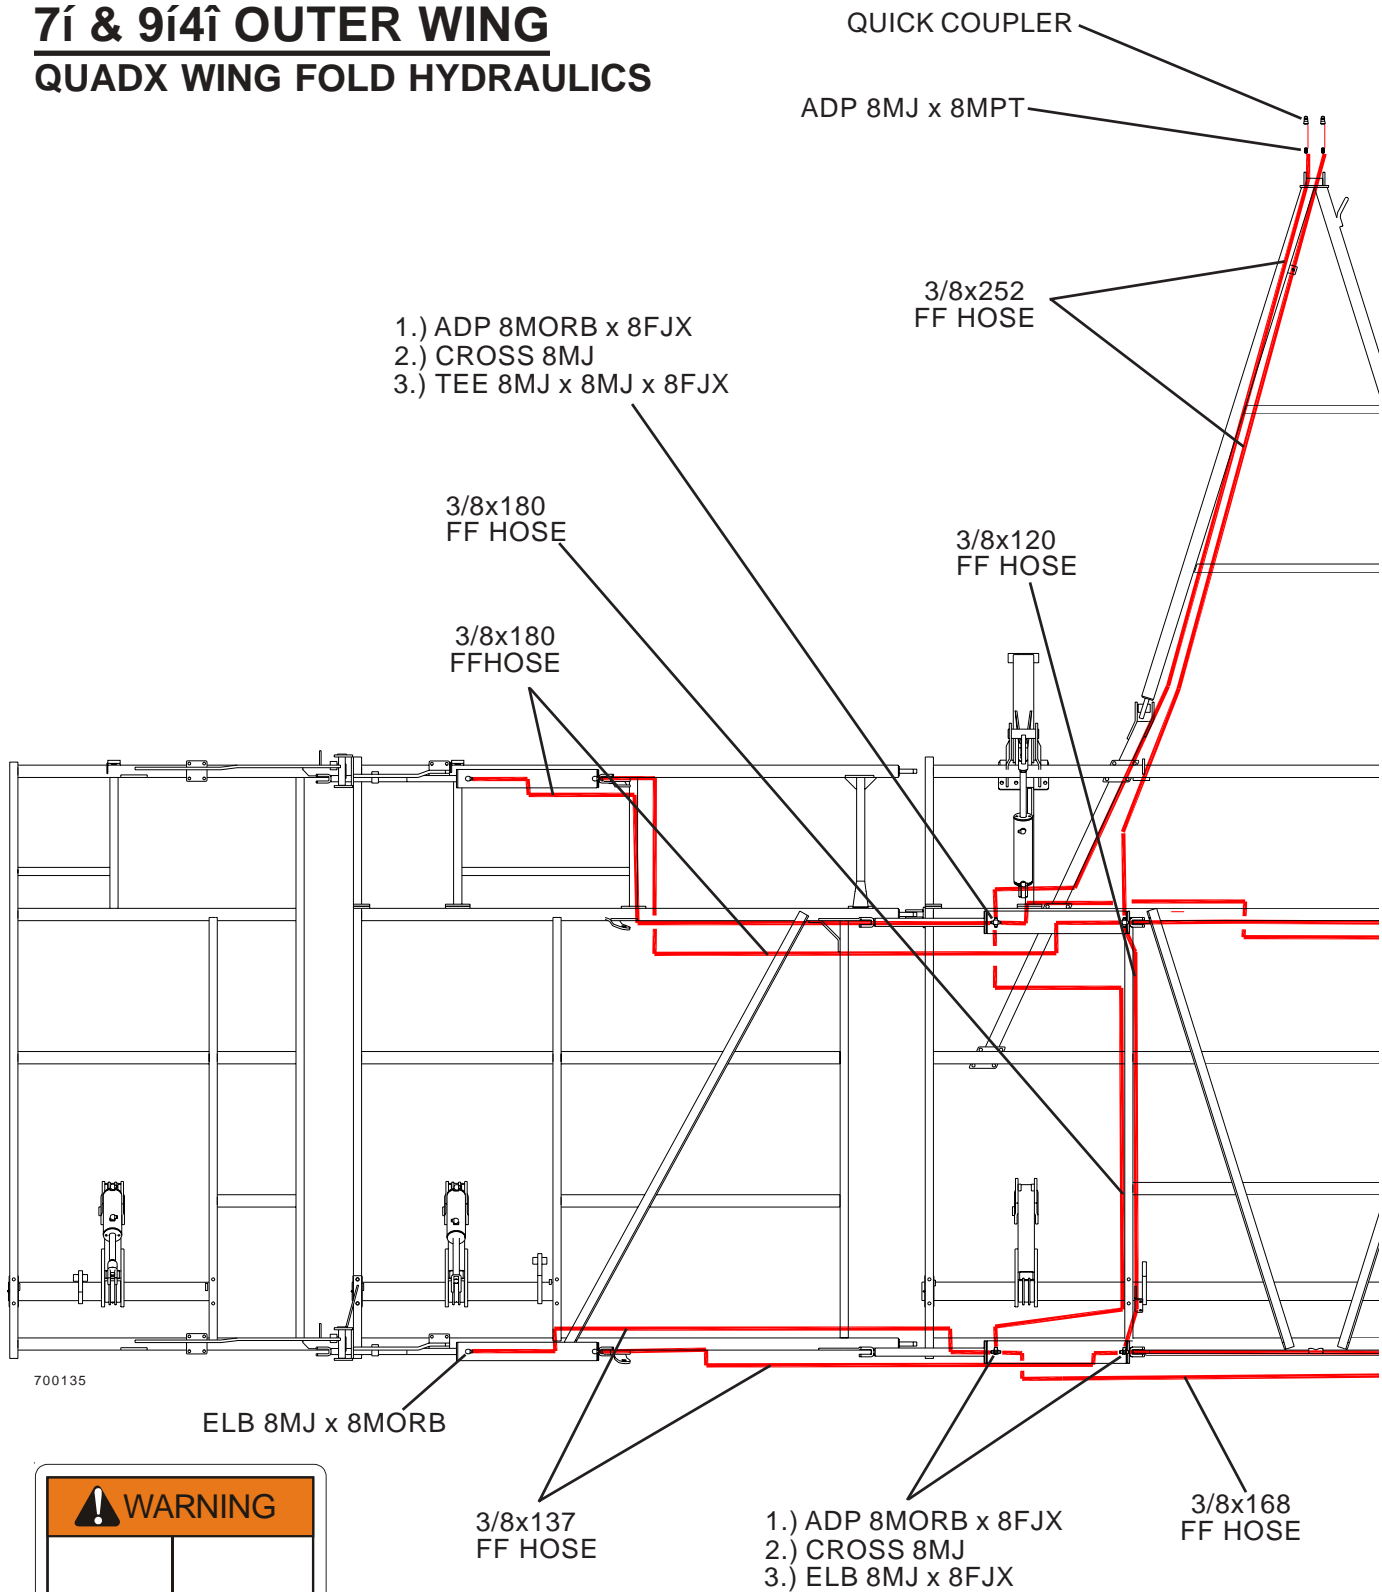 7í & 9í4î OUTER WING
QUADX WING FOLD HYDRAULICS
QUICK COUPLER
ADP 8MJ x 8MPT
3/8x252
FF HOSE
1.) ADP 8MORB x 8FJX
2.) CROSS 8MJ
3.) TEE 8MJ x 8MJ x 8FJX
3/8x180
FF HOSE
3/8x120
FF HOSE
3/8x180
FFHOSE
700135
ELB 8MJ x 8MORB
WARNING
3/8x137
FF HOSE
1.) ADP 8MORB x 8FJX
2.) CROSS 8MJ
3.) ELB 8MJ x 8FJX
3/8x168
FF HOSE